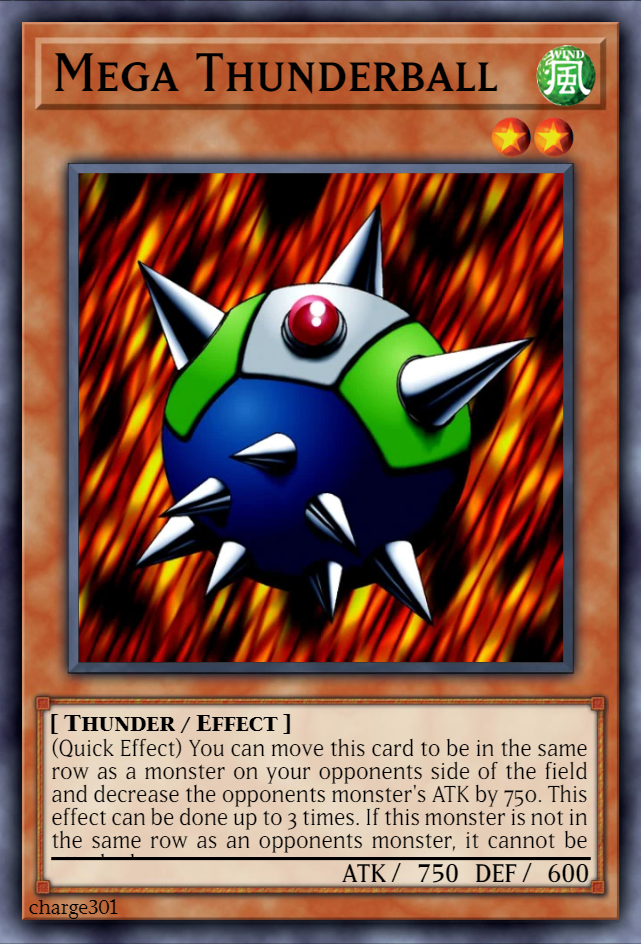 Mega Thunderball
WIND
風
[ Thunder / Effect ]
(Quick Effect) You can move this card to be in the same
row as a monster on your opponents side of the field
and decrease the opponents monster's ATK by 750. This
effect can be done up to 3 times. If this monster is not in
the same row as an opponents monster, it cannot be
ATK / 750 DEF / 600
charge301